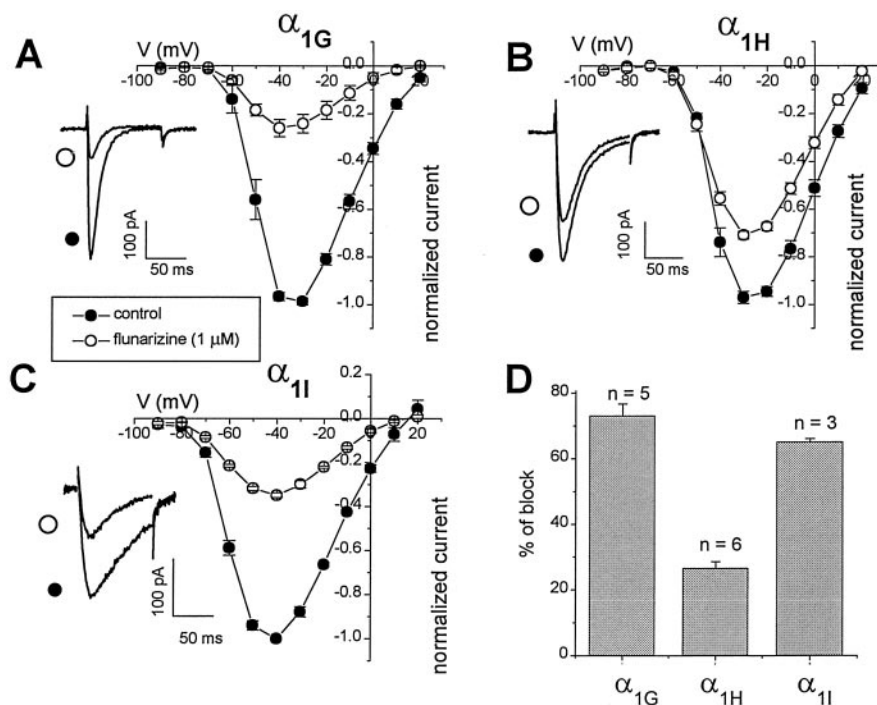 A
α1G
V (mV)
-100 -80 -60 -40 -20 0 20
0.0
-0.2
-0.4
-0.6
-0.8
-1.0
normalized current
100 pA
50 ms
control
flunarizine (1 μM)
B
α1H
V (mV)
-100 -80 -60 -40 -20 0 20
0.0
-0.2
-0.4
-0.6
-0.8
-1.0
normalized current
100 pA
50 ms
C
α1I
V (mV)
-100 -80 -60 -40 -20 0 20
0.2
0.0
-0.2
-0.4
-0.6
-0.8
-1.0
normalized current
100 pA
50 ms
D
% of block
80
60
40
20
0
n = 5
n = 6
n = 3
α1G α1H α1I